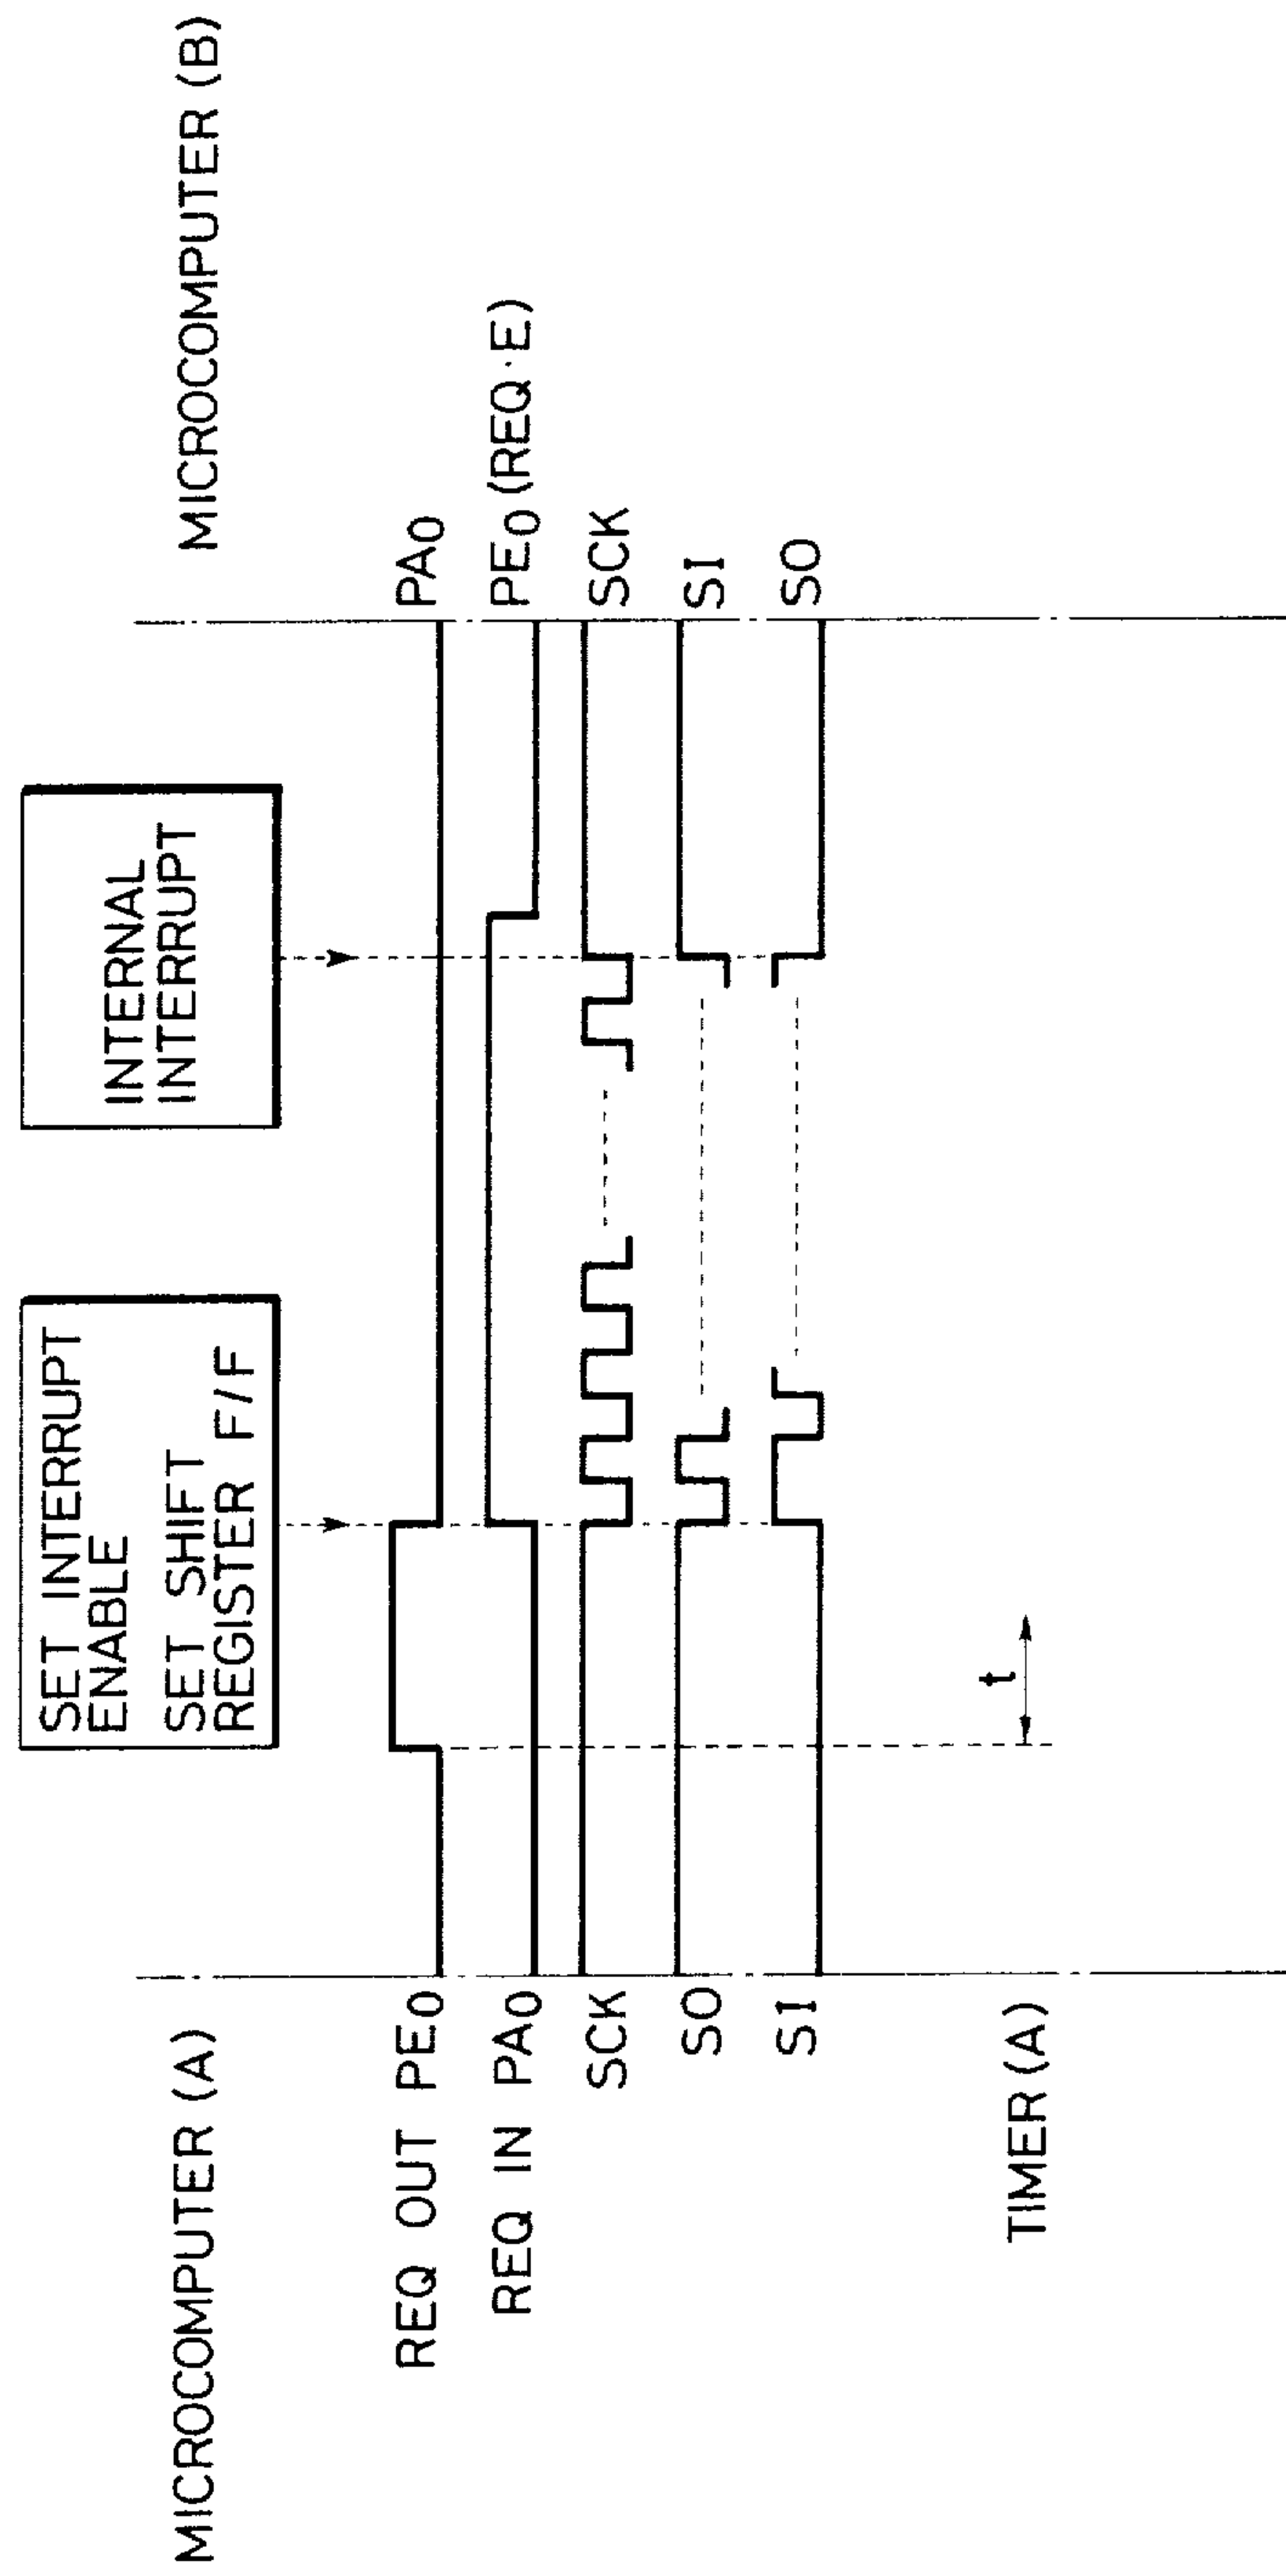 MICROCOMPUTER (A)
MICROCOMPUTER (B)
SET INTERRUPT
ENABLE
SET SHIFT
REGISTER F/F
INTERNAL
INTERRUPT
REQ OUT PE0
PA0
REQ IN PA0
PE0 (REQ·E)
SCK
SCK
SO
SI
SI
SO
TIMER (A)
t